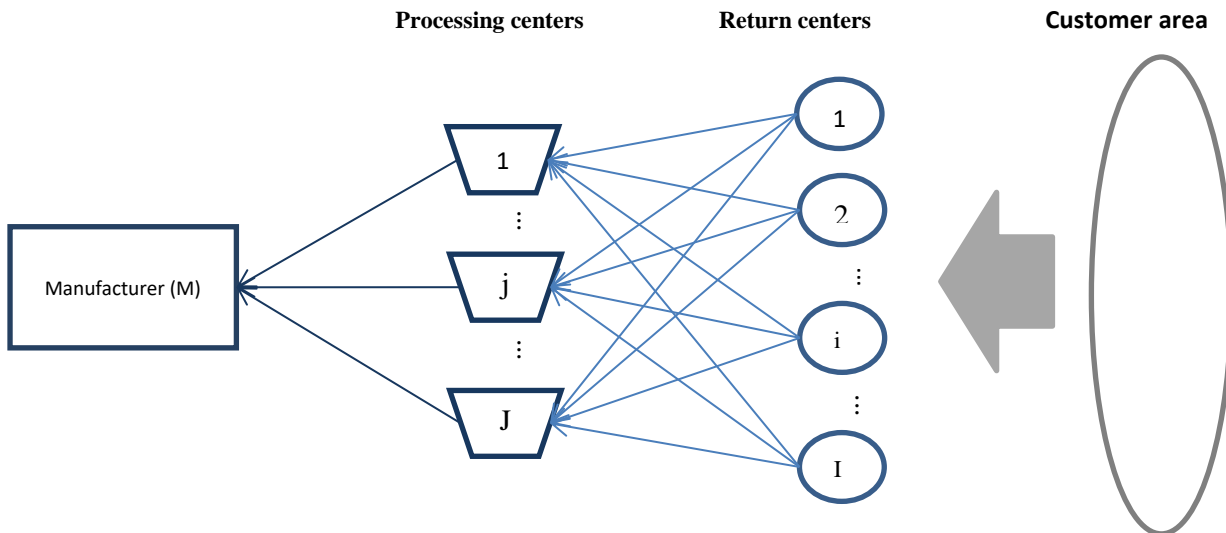 Processing centers
Return centers
Customer area
1
⋮
j
⋮
J
1
2
⋮
i
⋮
I
Manufacturer (M)